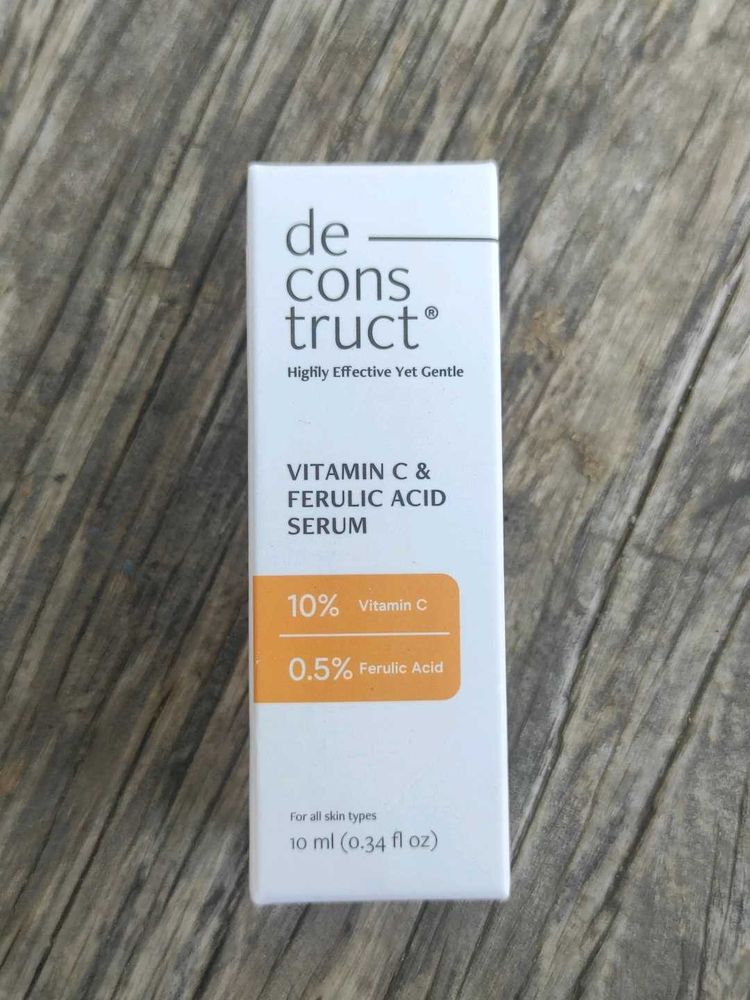 de
cons
truct®
Highly Effective Yet Gentle
VITAMIN C &
FERULIC ACID
SERUM
10% Vitamin C
0.5% Ferulic Acid
For all skin types
10 ml (0.34 fl oz)